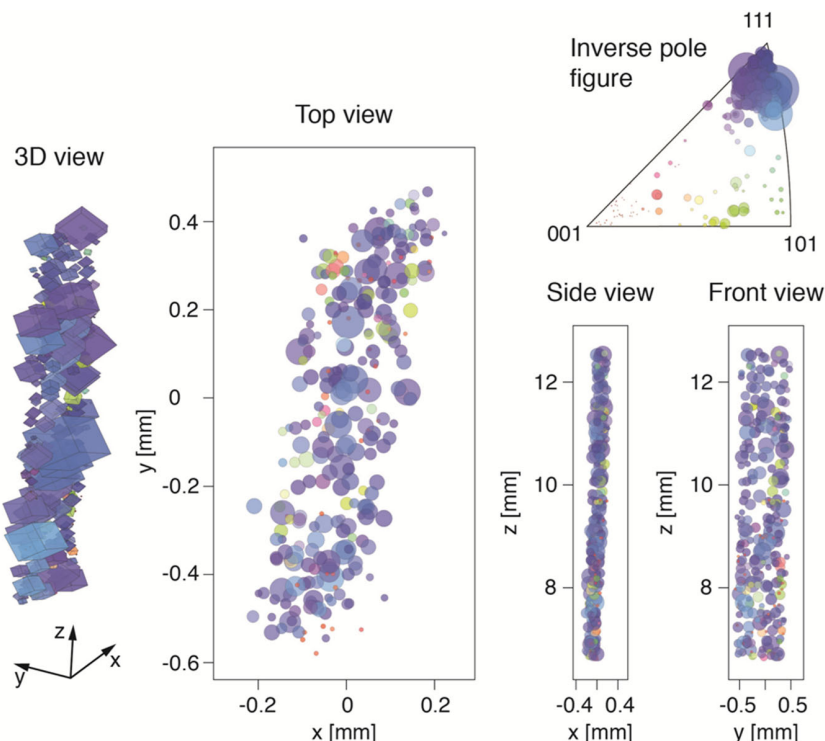 111
Inverse pole
figure
001
101
Top view
3D view
0.4
0.2
0
-0.2
-0.4
-0.6
y [mm]
-0.2
0
0.2
x [mm]
z
y
x
Side view
12
10
8
z [mm]
-0.4
0.4
x [mm]
Front view
12
10
8
z [mm]
-0.5
0.5
y [mm]